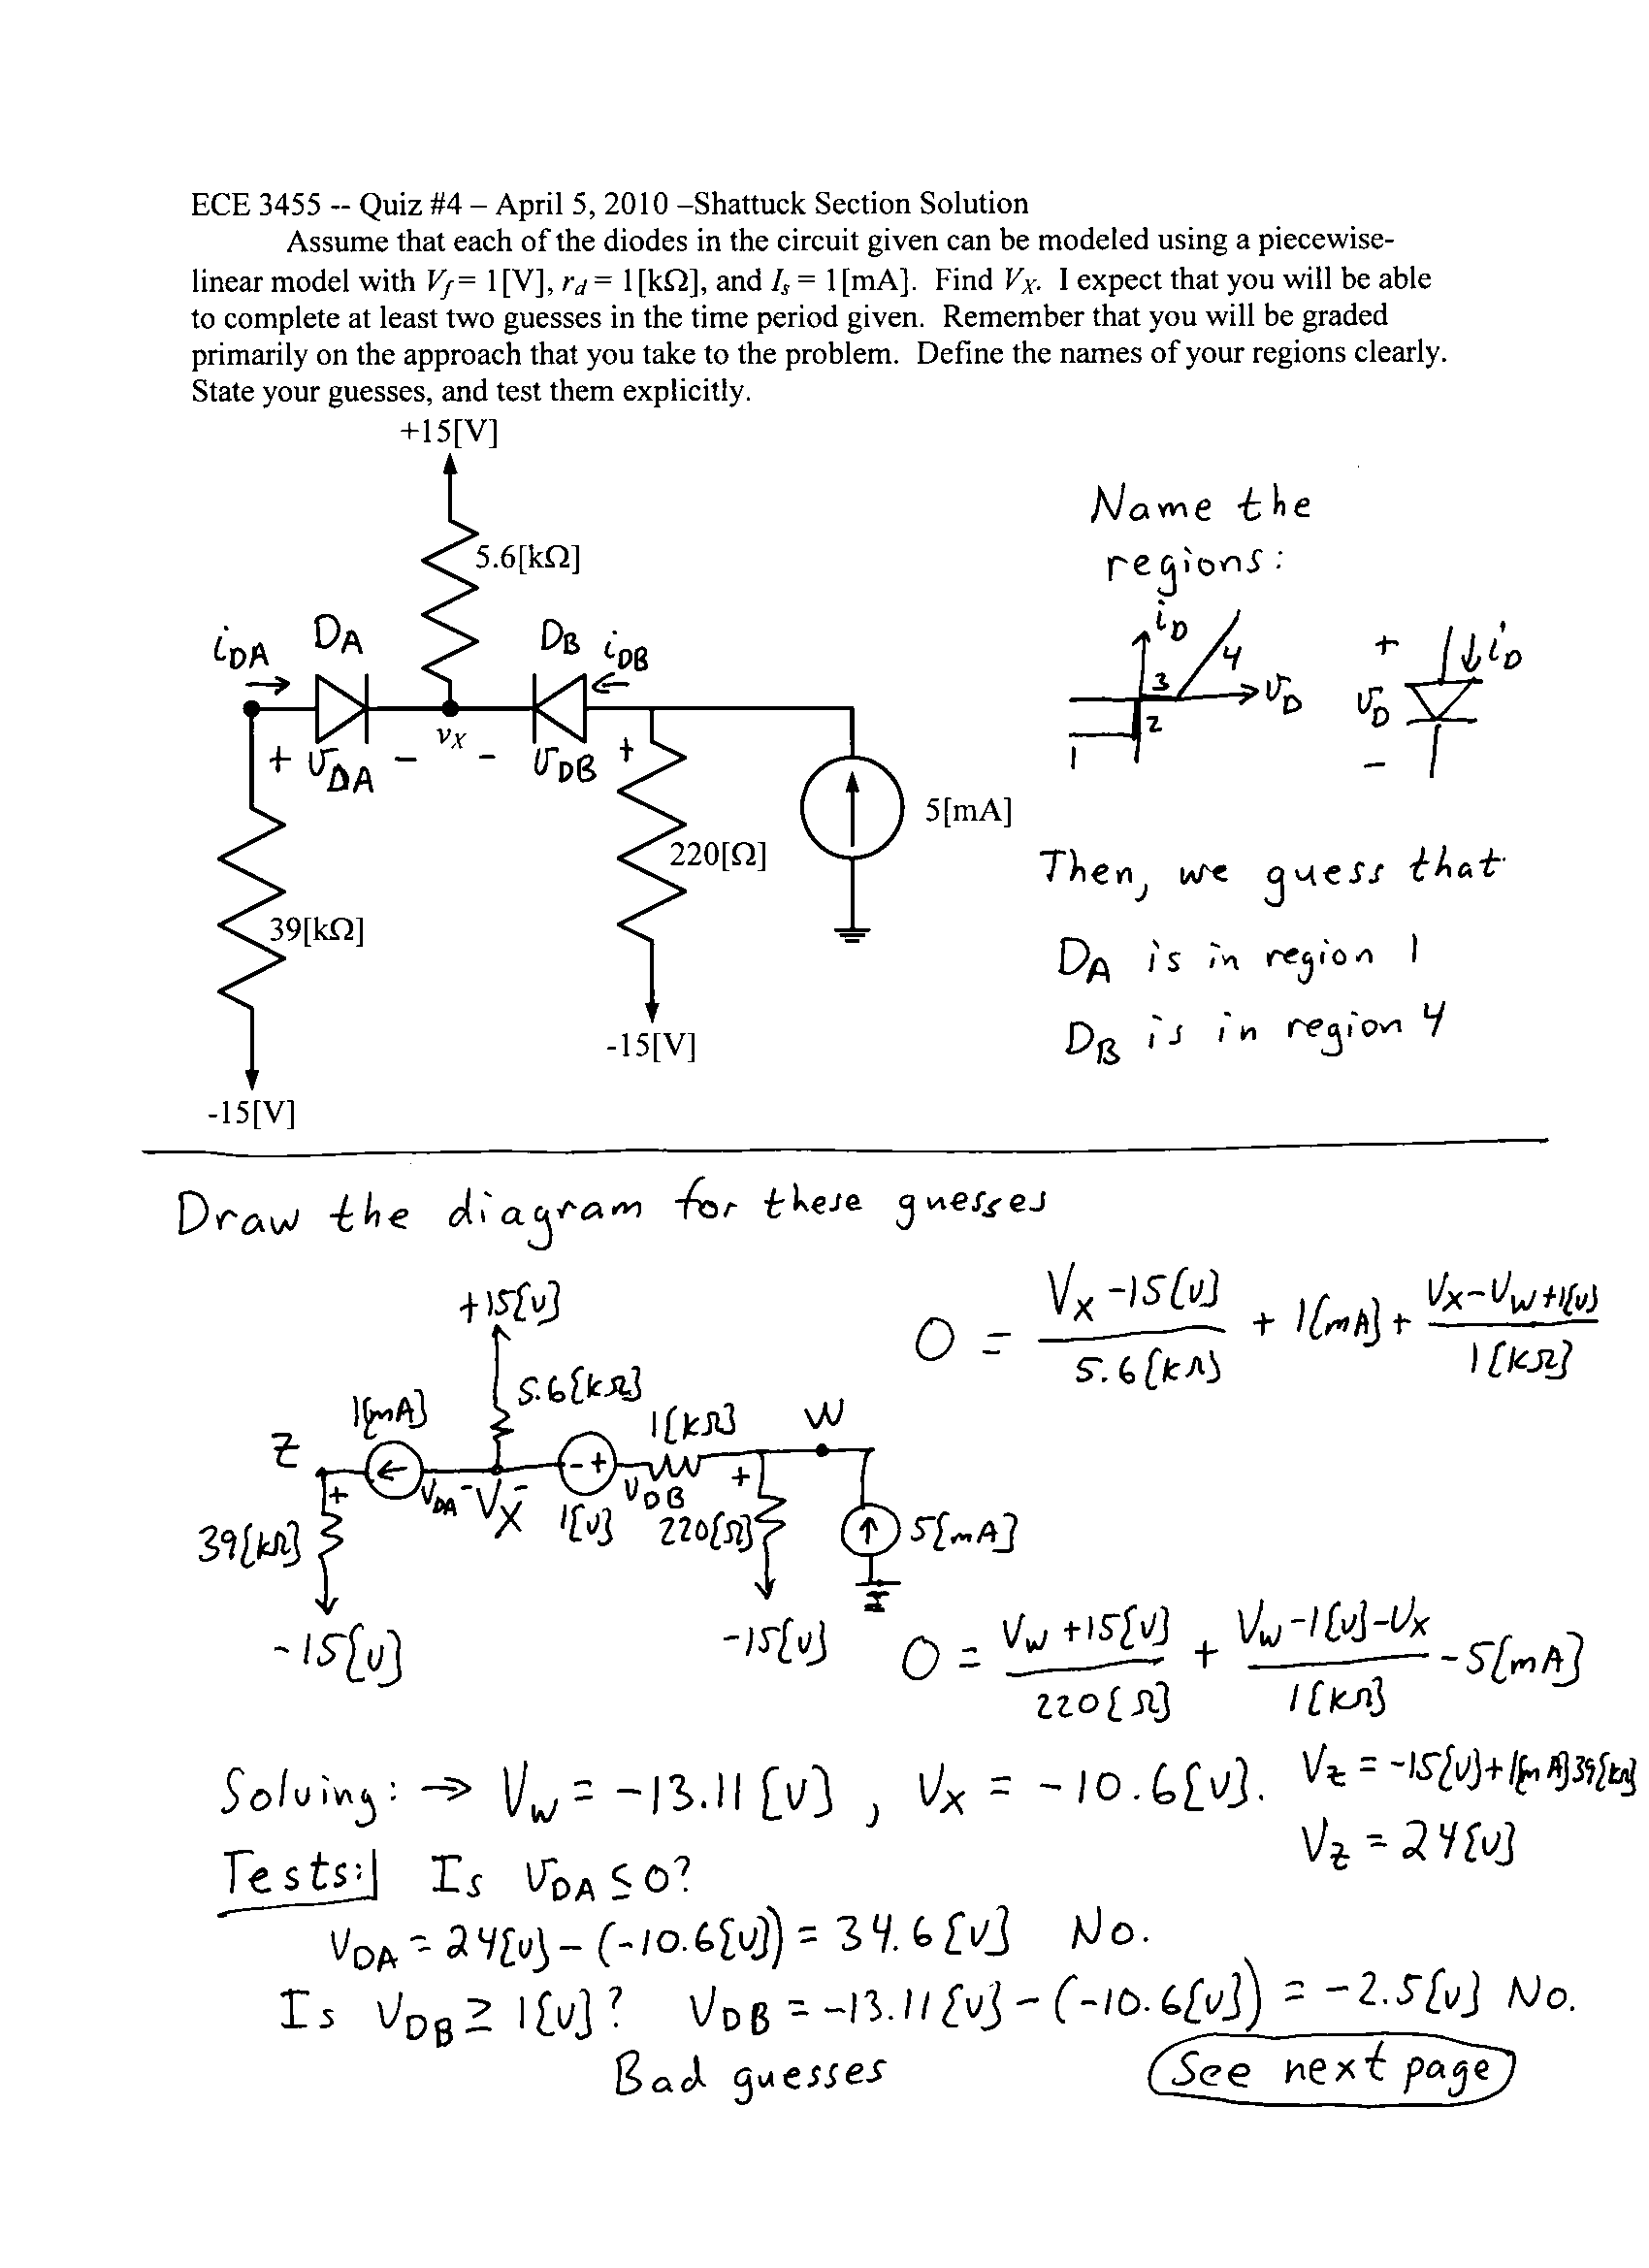 ECE 3455 -- Quiz #4 – April 5, 2010 –Shattuck Section Solution
Assume that each of the diodes in the circuit given can be modeled using a piecewise-
linear model with Vf = 1[V], rd = 1[kΩ], and Is = 1[mA]. Find VX. I expect that you will be able
to complete at least two guesses in the time period given. Remember that you will be graded
primarily on the approach that you take to the problem. Define the names of your regions clearly.
State your guesses, and test them explicitly.
+15[V]
5.6[kΩ]
iDA DA DB iDB
+ vDA - vX - vDB +
39[kΩ]
220[Ω]
5[mA]
-15[V]
-15[V]
Name the
regions:
iD
4
3
vD
2
1
+ iD
vD
-
Then, we guess that
DA is in region 1
DB is in region 4
Draw the diagram for these guesses
+15[V]
5.6[kΩ]
1[mA]
1[kΩ]
Z
W
- +
+ vDA - VX - 1[V] vDB +
39[kΩ]
220[Ω]
5[mA]
-15[V]
-15[V]
0 = VX -15[V] / 5.6[kΩ] + 1[mA] + VX-VW+1[V] / 1[kΩ]
0 = VW +15[V] / 220[Ω] + VW -1[V]-VX / 1[kΩ] - 5[mA]
Solving: → VW = -13.11[V], VX = -10.6[V]. VZ = -15[V]+1[mA]39[kΩ]
VZ = 24[V]
Tests: Is vDA ≤ 0?
vDA = 24[V] - (-10.6[V]) = 34.6[V] No.
Is vDB ≥ 1[V]? vDB = -13.11[V] - (-10.6[V]) = -2.5[V] No.
Bad guesses
See next page